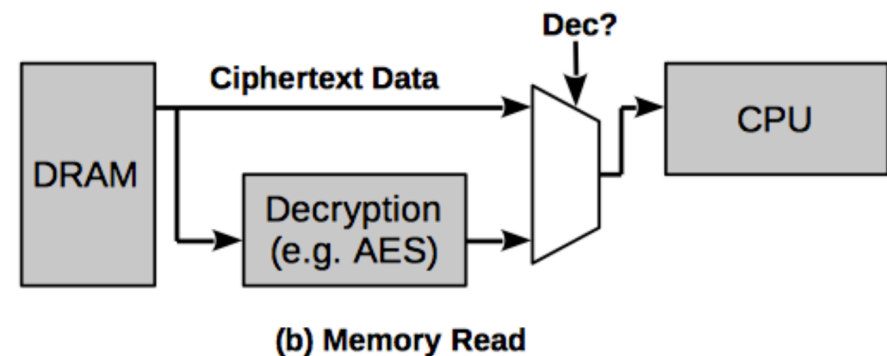 Dec?
Ciphertext Data
DRAM
CPU
Decryption
(e.g. AES)
(b) Memory Read